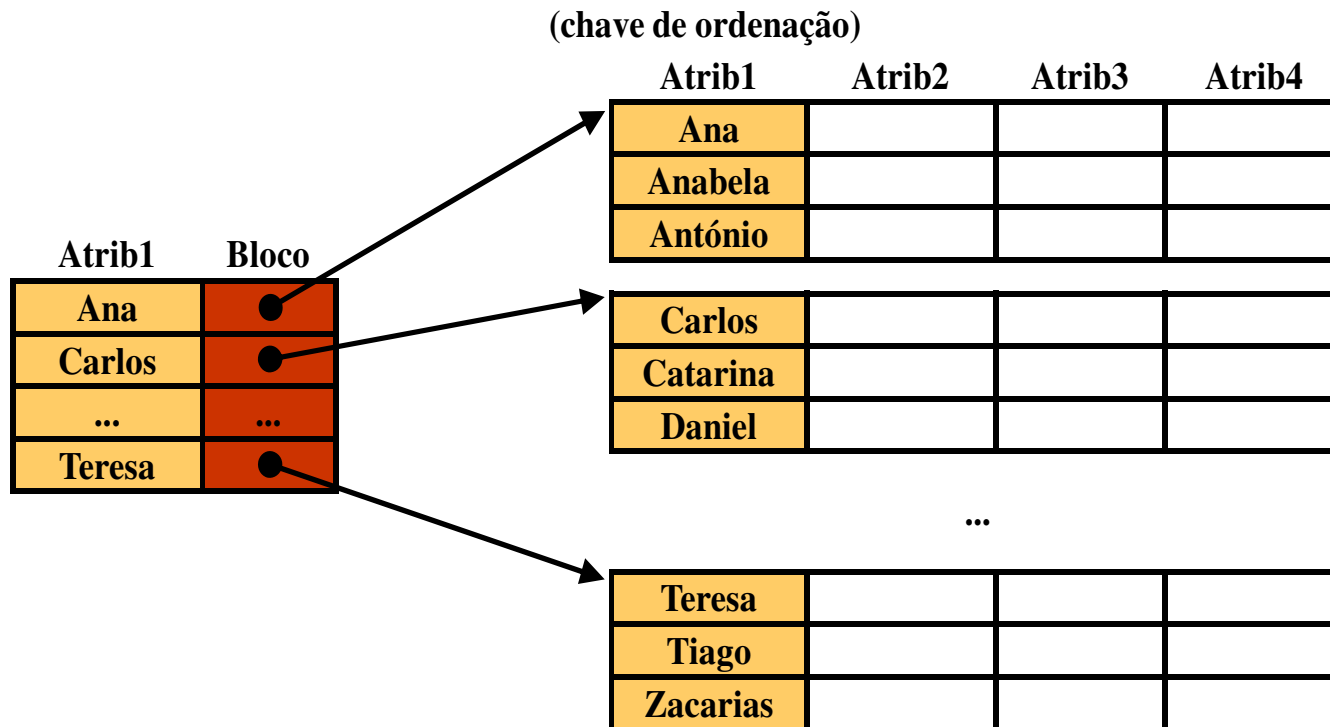 (chave de ordenação)
Atrib1 Atrib2 Atrib3 Atrib4
Ana
Anabela
António
Atrib1 Bloco
Ana
Carlos
... ...
Teresa
Carlos
Catarina
Daniel
...
Teresa
Tiago
Zacarias